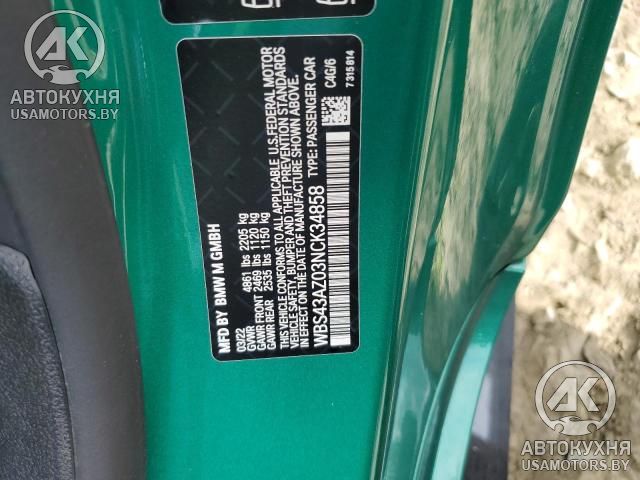 MFD BY BMW M GMBH
03/22
GVWR 4861 lbs 2205 kg
GAWR FRONT 2469 lbs 1120 kg
GAWR REAR 2535 lbs 1150 kg
THIS VEHICLE CONFORMS TO ALL APPLICABLE U.S. FEDERAL MOTOR
VEHICLE SAFETY, BUMPER AND THEFT PREVENTION STANDARDS
IN EFFECT ON THE DATE OF MANUFACTURE SHOWN ABOVE.
WBS43AZ03NCK34858 TYPE: PASSENGER CAR
C4G/6
7 315 814
АК
АВТОКУХНЯ
USAMOTORS.BY
АК
АВТОКУХНЯ
USAMOTORS.BY